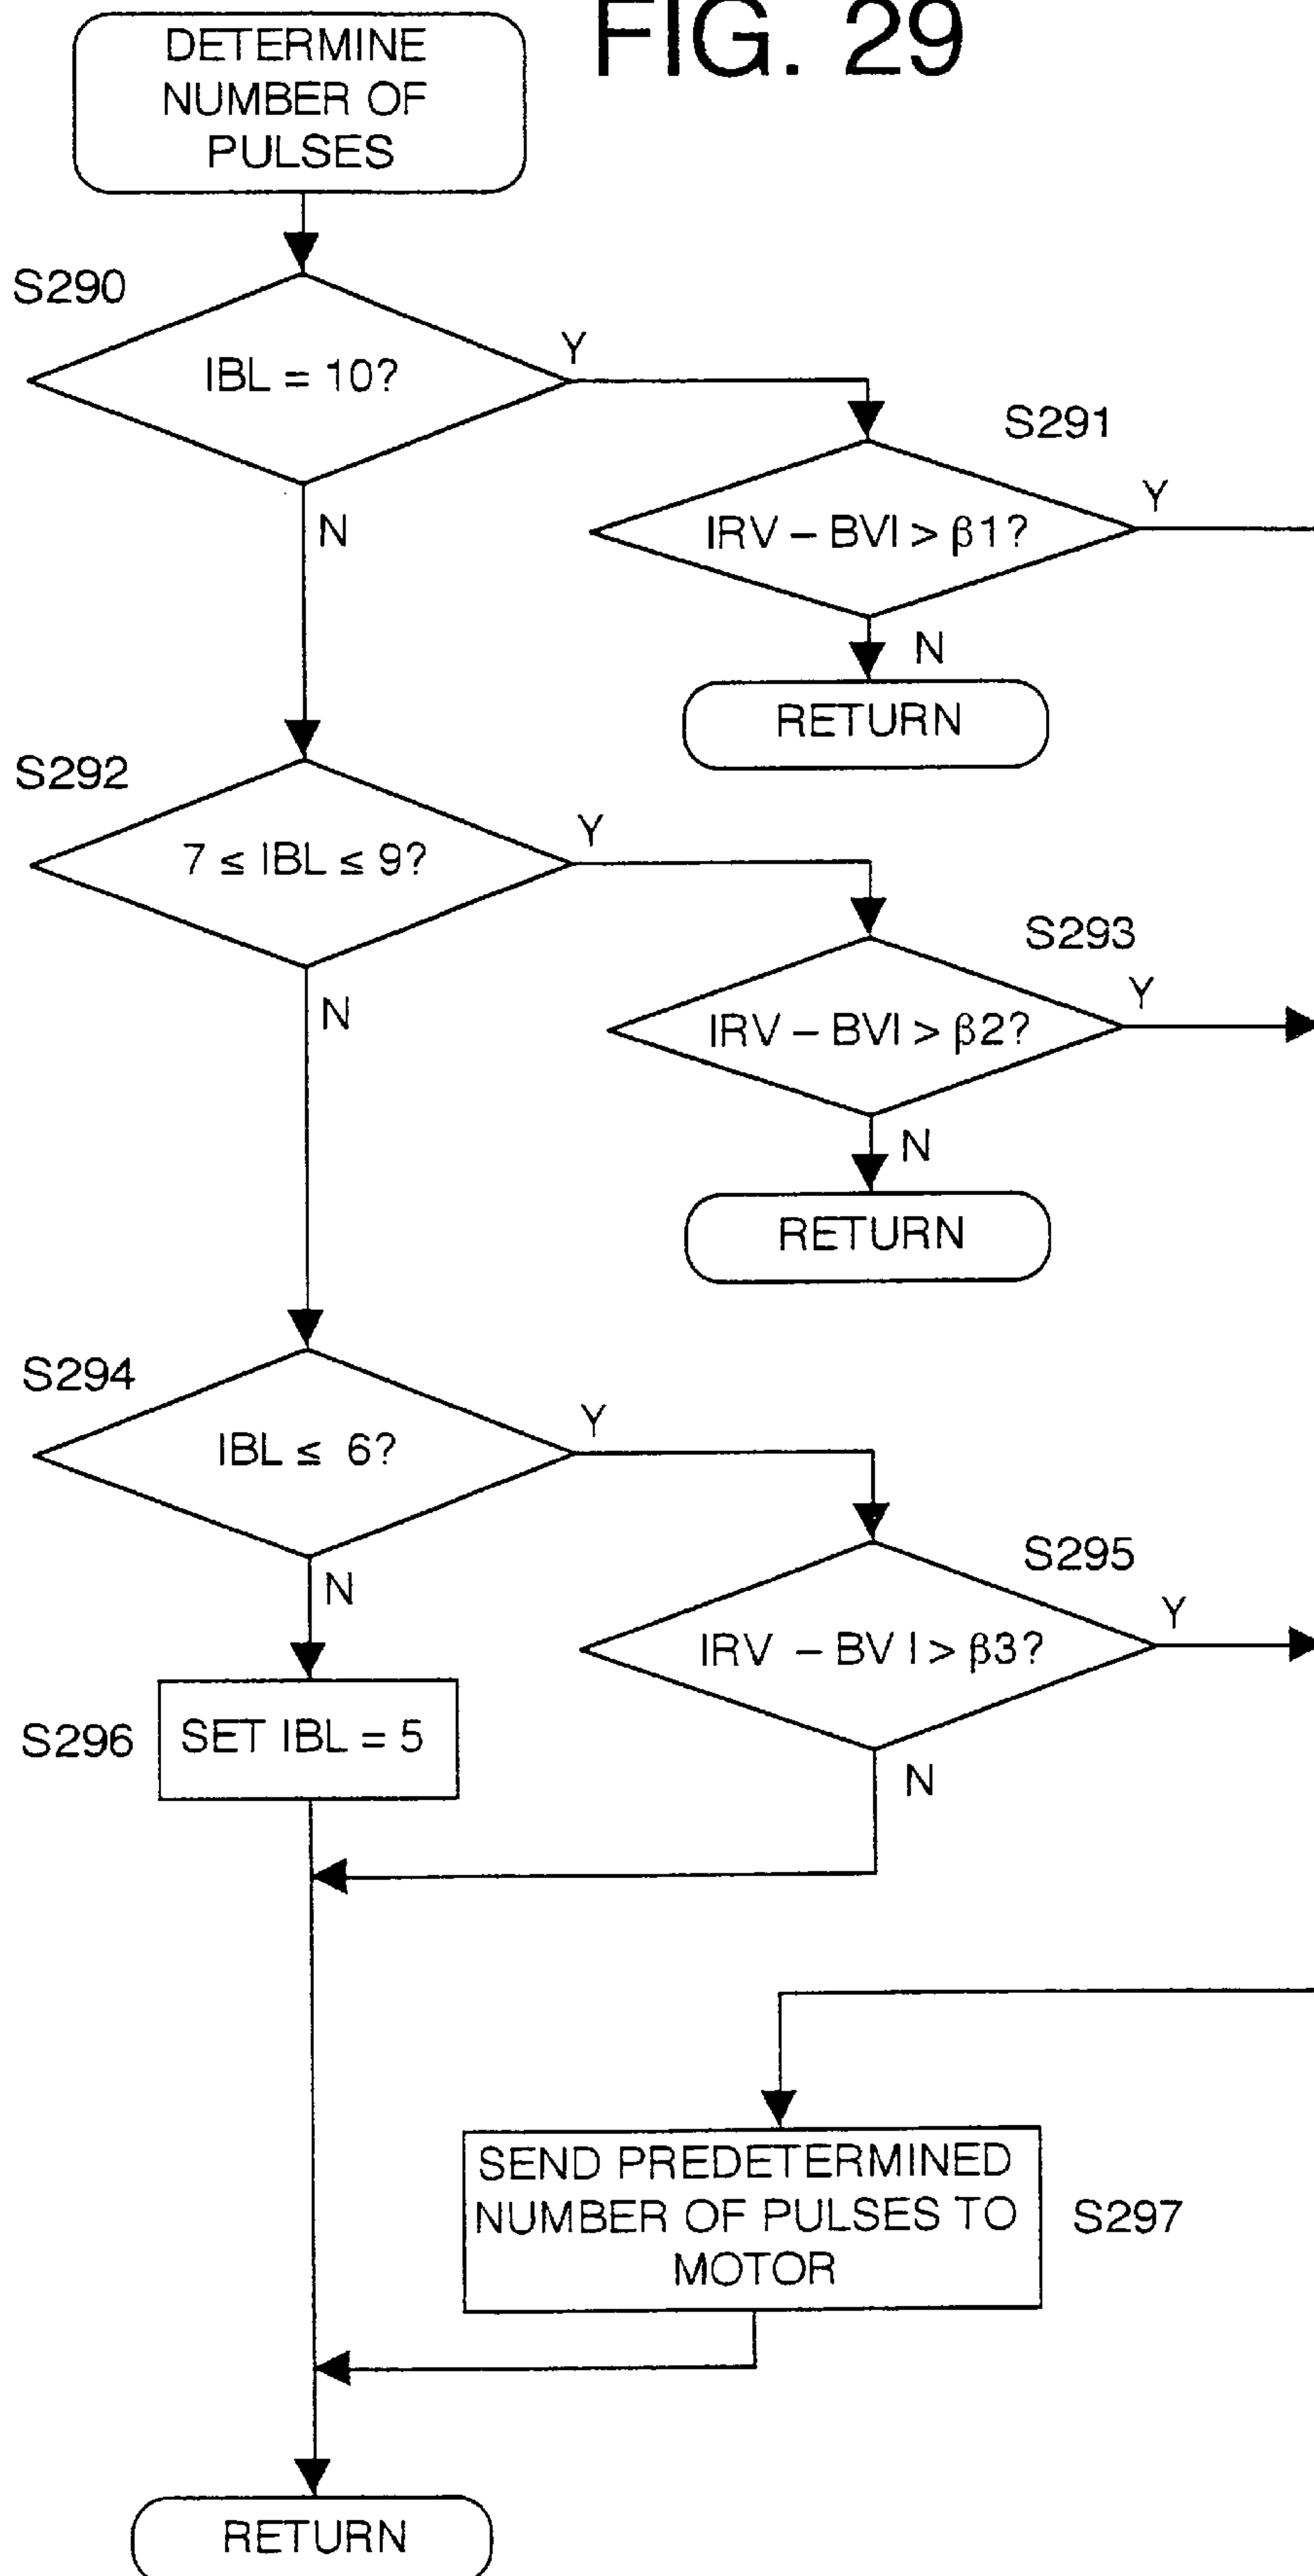 FIG. 29
DETERMINE
NUMBER OF
PULSES
S290
IBL = 10?
Y
N
S291
IRV – BVI > β1?
Y
N
RETURN
S292
7 ≤ IBL ≤ 9?
Y
N
S293
IRV – BVI > β2?
Y
N
RETURN
S294
IBL ≤ 6?
Y
N
S295
IRV – BV I > β3?
Y
N
S296
SET IBL = 5
SEND PREDETERMINED
NUMBER OF PULSES TO
MOTOR
S297
RETURN